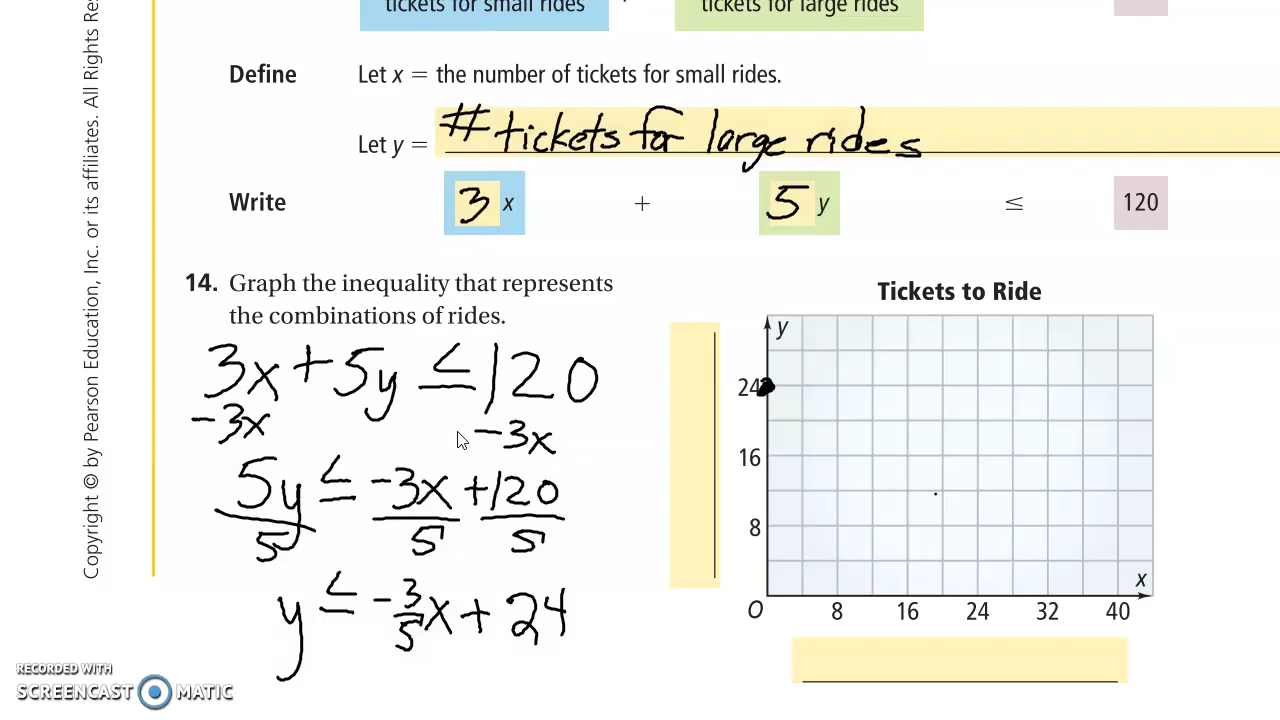 tickets for small rides
tickets for large rides
Define Let x = the number of tickets for small rides.
Let y = # tickets for large rides
Write 3 x + 5 y ≤ 120
14. Graph the inequality that represents
the combinations of rides.
3x + 5y ≤ 120
-3x -3x
5y ≤ -3x + 120
5 5 5
y ≤ -3/5 x + 24
Tickets to Ride
y
24
16
8
x
O 8 16 24 32 40
Copyright © by Pearson Education, Inc. or its affiliates. All Rights Res
RECORDED WITH
SCREENCAST MATIC